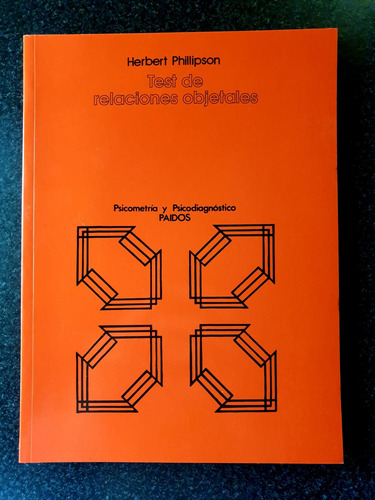 Herbert Phillipson
Test de
relaciones objetales
Psicometría y Psicodiagnóstico
PAIDOS